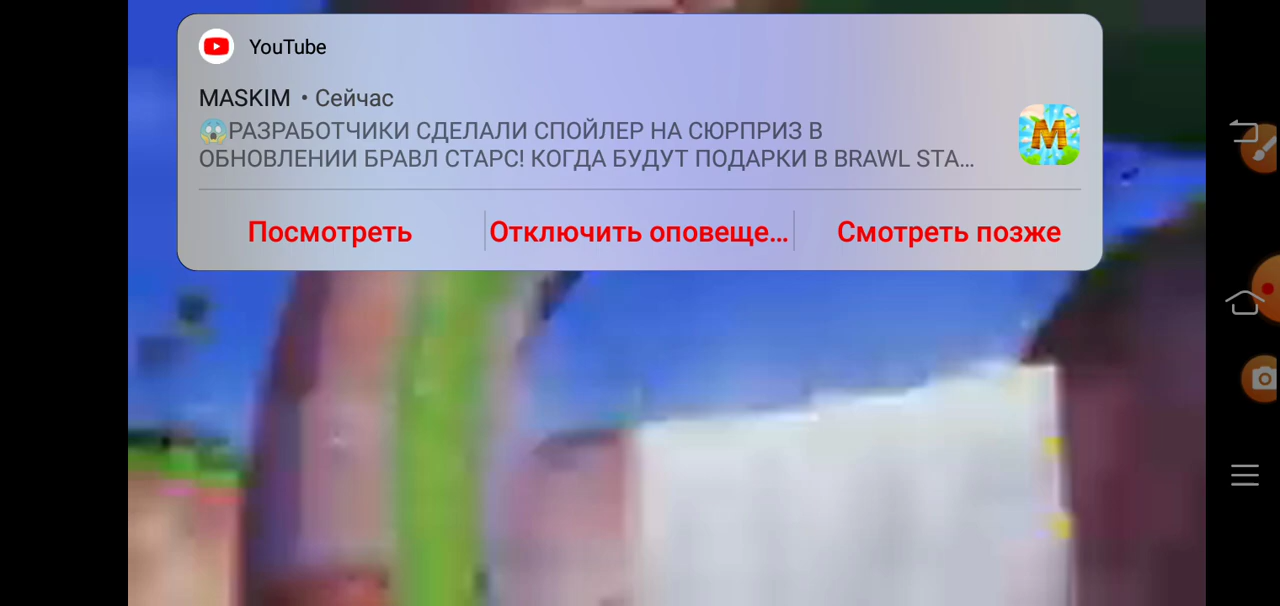 YouTube
MASKIM • Сейчас
😱РАЗРАБОТЧИКИ СДЕЛАЛИ СПОЙЛЕР НА СЮРПРИЗ В
ОБНОВЛЕНИИ БРАВЛ СТАРС! КОГДА БУДУТ ПОДАРКИ В BRAWL STA...
M
Посмотреть
Отключить оповеще...
Смотреть позже